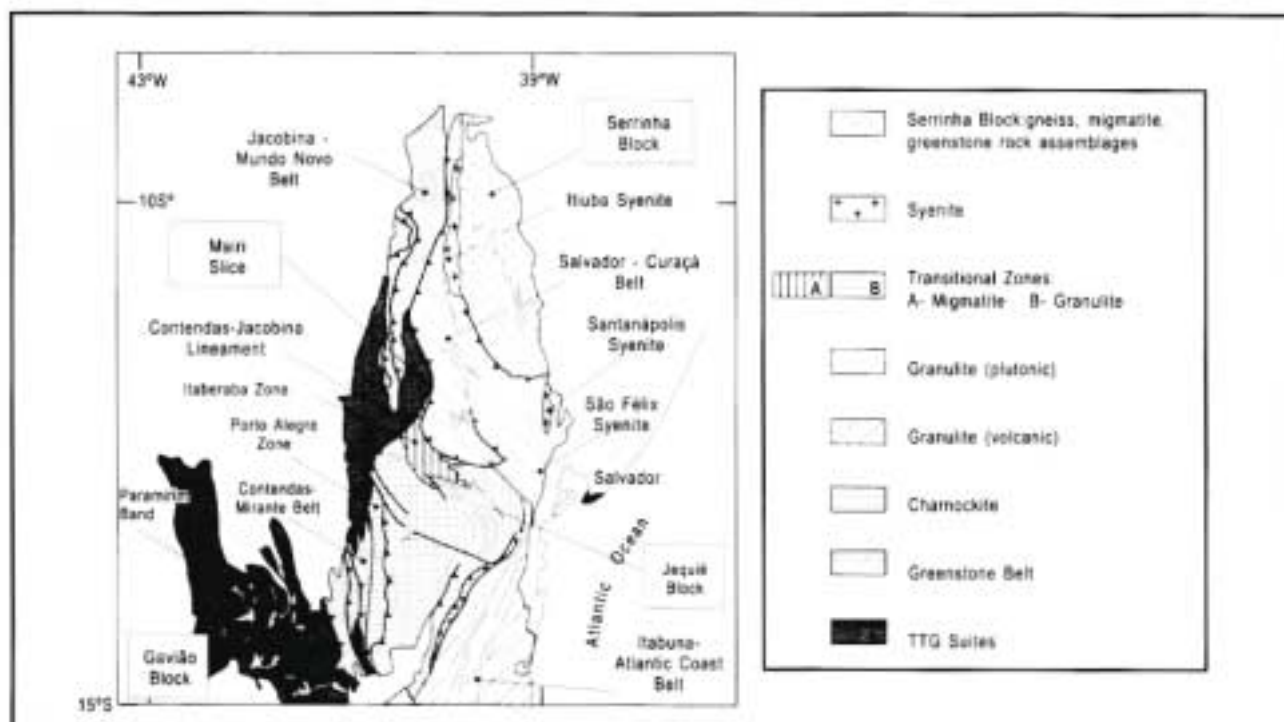 43°W
39°W
Jacobina -
Mundo Novo
Belt
Serrinha
Block
10S°
Itiuba Syenite
Main
Slice
Salvador - Curaçà
Belt
Contendas-Jacobina
Lineament
Santanápolis
Syenite
Itaberaba Zone
São Félix
Syenite
Porto Alegre
Zone
Salvador
Paramirim
Band
Contendas-
Mirante Belt
Atlantic Ocean
Jequié
Block
Gavião
Block
Itabuna-
Atlantic Coast
Belt
15°S
Serrinha Block:gneiss, migmatite,
greenstone rock assemblages
Syenite
A B
Transitional Zones:
A- Migmatite B- Granulite
Granulite (plutonic)
Granulite (volcanic)
Charnockite
Greenstone Belt
TTG Suites